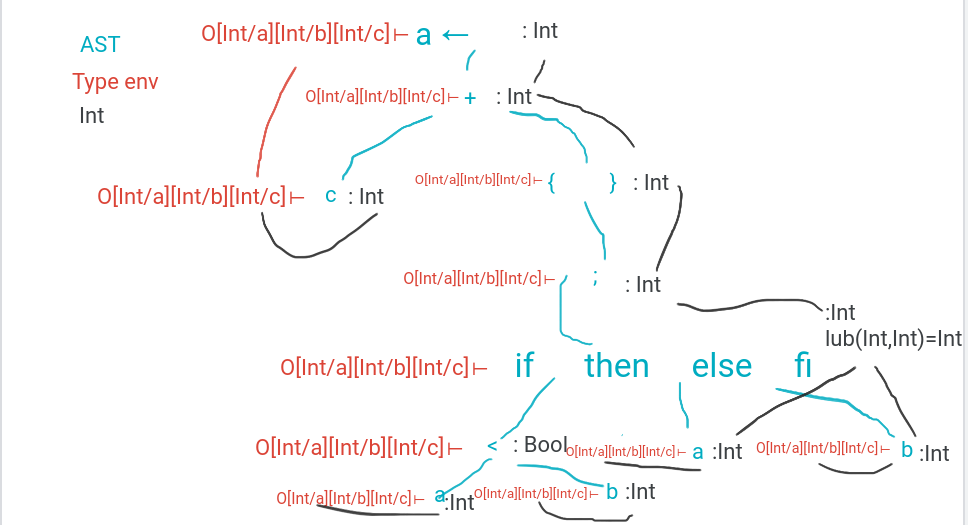 O[Int/a][Int/b][Int/c]⊢ a ← : Int
AST
Type env
Int
O[Int/a][Int/b][Int/c]⊢ + : Int
O[Int/a][Int/b][Int/c]⊢ { } : Int
O[Int/a][Int/b][Int/c]⊢ c : Int
O[Int/a][Int/b][Int/c]⊢ ; : Int
:Int
lub(Int,Int)=Int
O[Int/a][Int/b][Int/c]⊢ if then else fi
O[Int/a][Int/b][Int/c]⊢ < : Bool
O[Int/a][Int/b][Int/c]⊢ a :Int
O[Int/a][Int/b][Int/c]⊢ b :Int
O[Int/a][Int/b][Int/c]⊢ a :Int
O[Int/a][Int/b][Int/c]⊢ b :Int